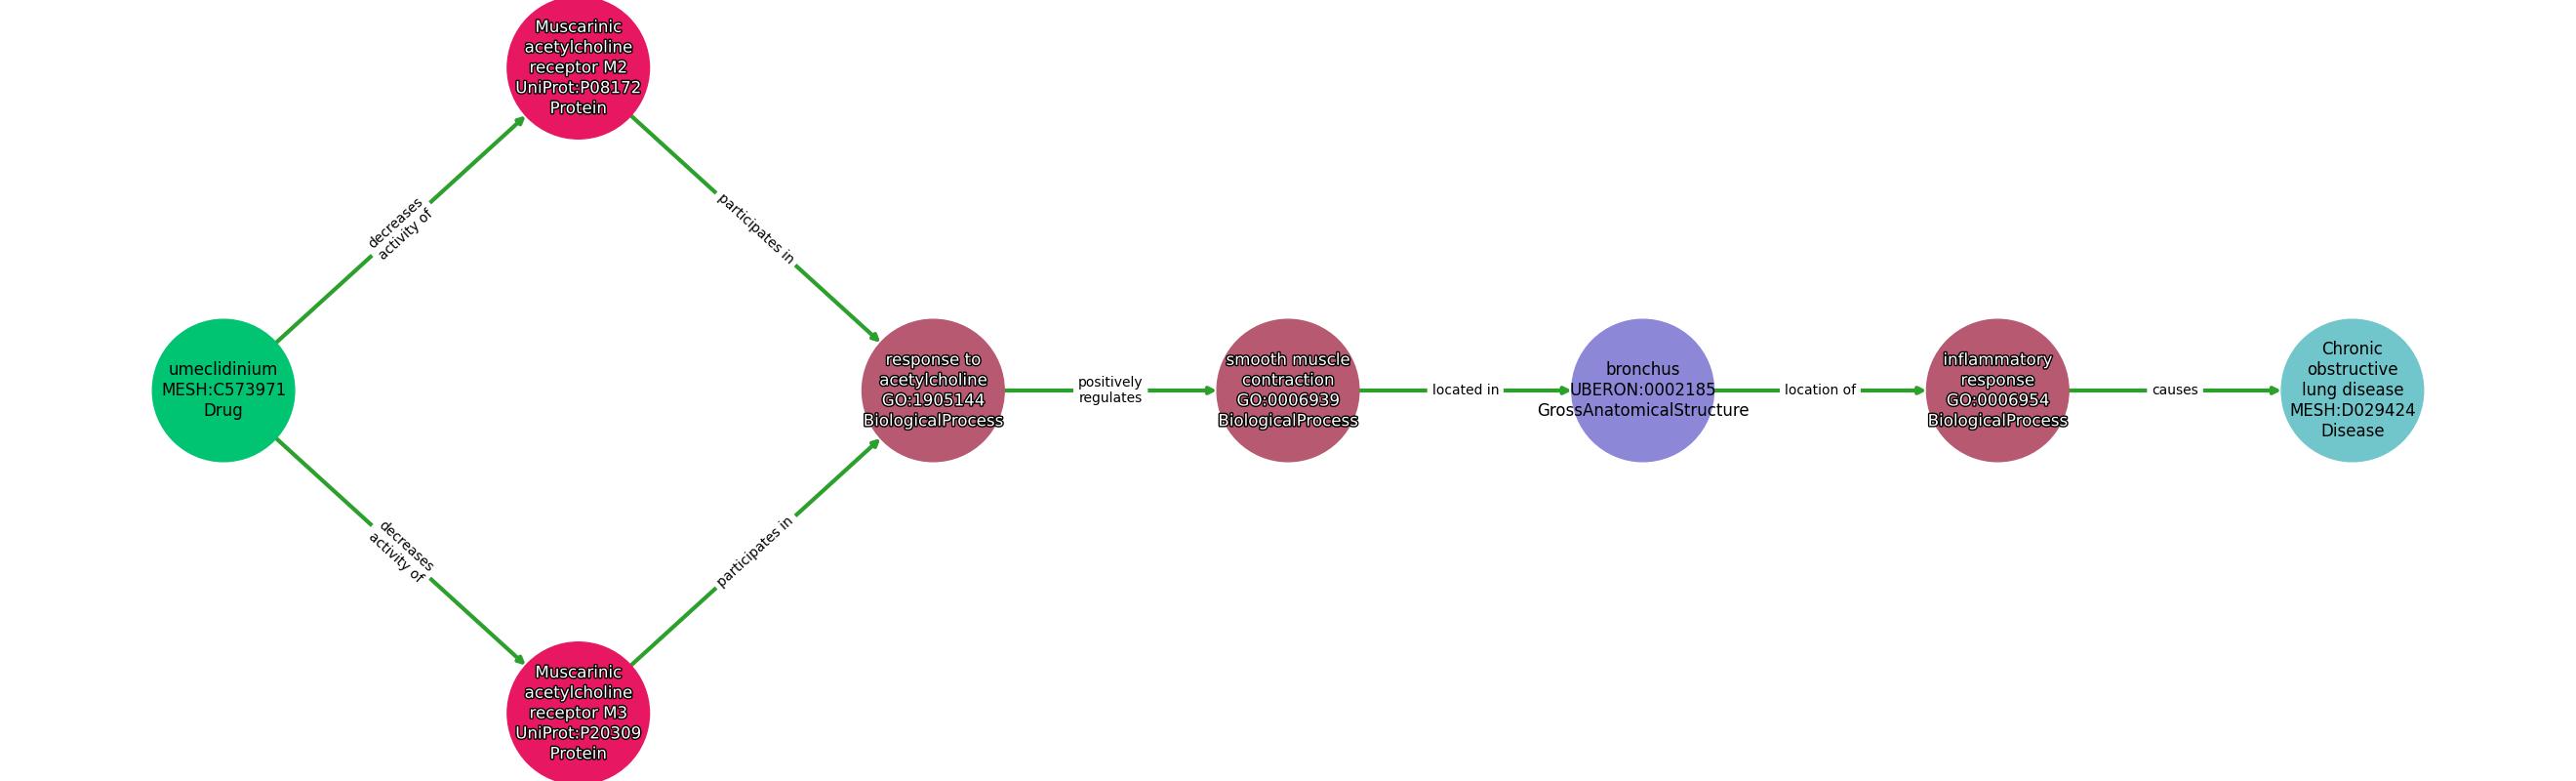 Muscarinic
acetylcholine
receptor M2
UniProt:P08172
Protein
decreases
activity of
participates in
umeclidinium
MESH:C573971
Drug
response to
acetylcholine
GO:1905144
BiologicalProcess
positively
regulates
smooth muscle
contraction
GO:0006939
BiologicalProcess
located in
bronchus
UBERON:0002185
GrossAnatomicalStructure
location of
inflammatory
response
GO:0006954
BiologicalProcess
causes
Chronic
obstructive
lung disease
MESH:D029424
Disease
decreases
activity of
participates in
Muscarinic
acetylcholine
receptor M3
UniProt:P20309
Protein